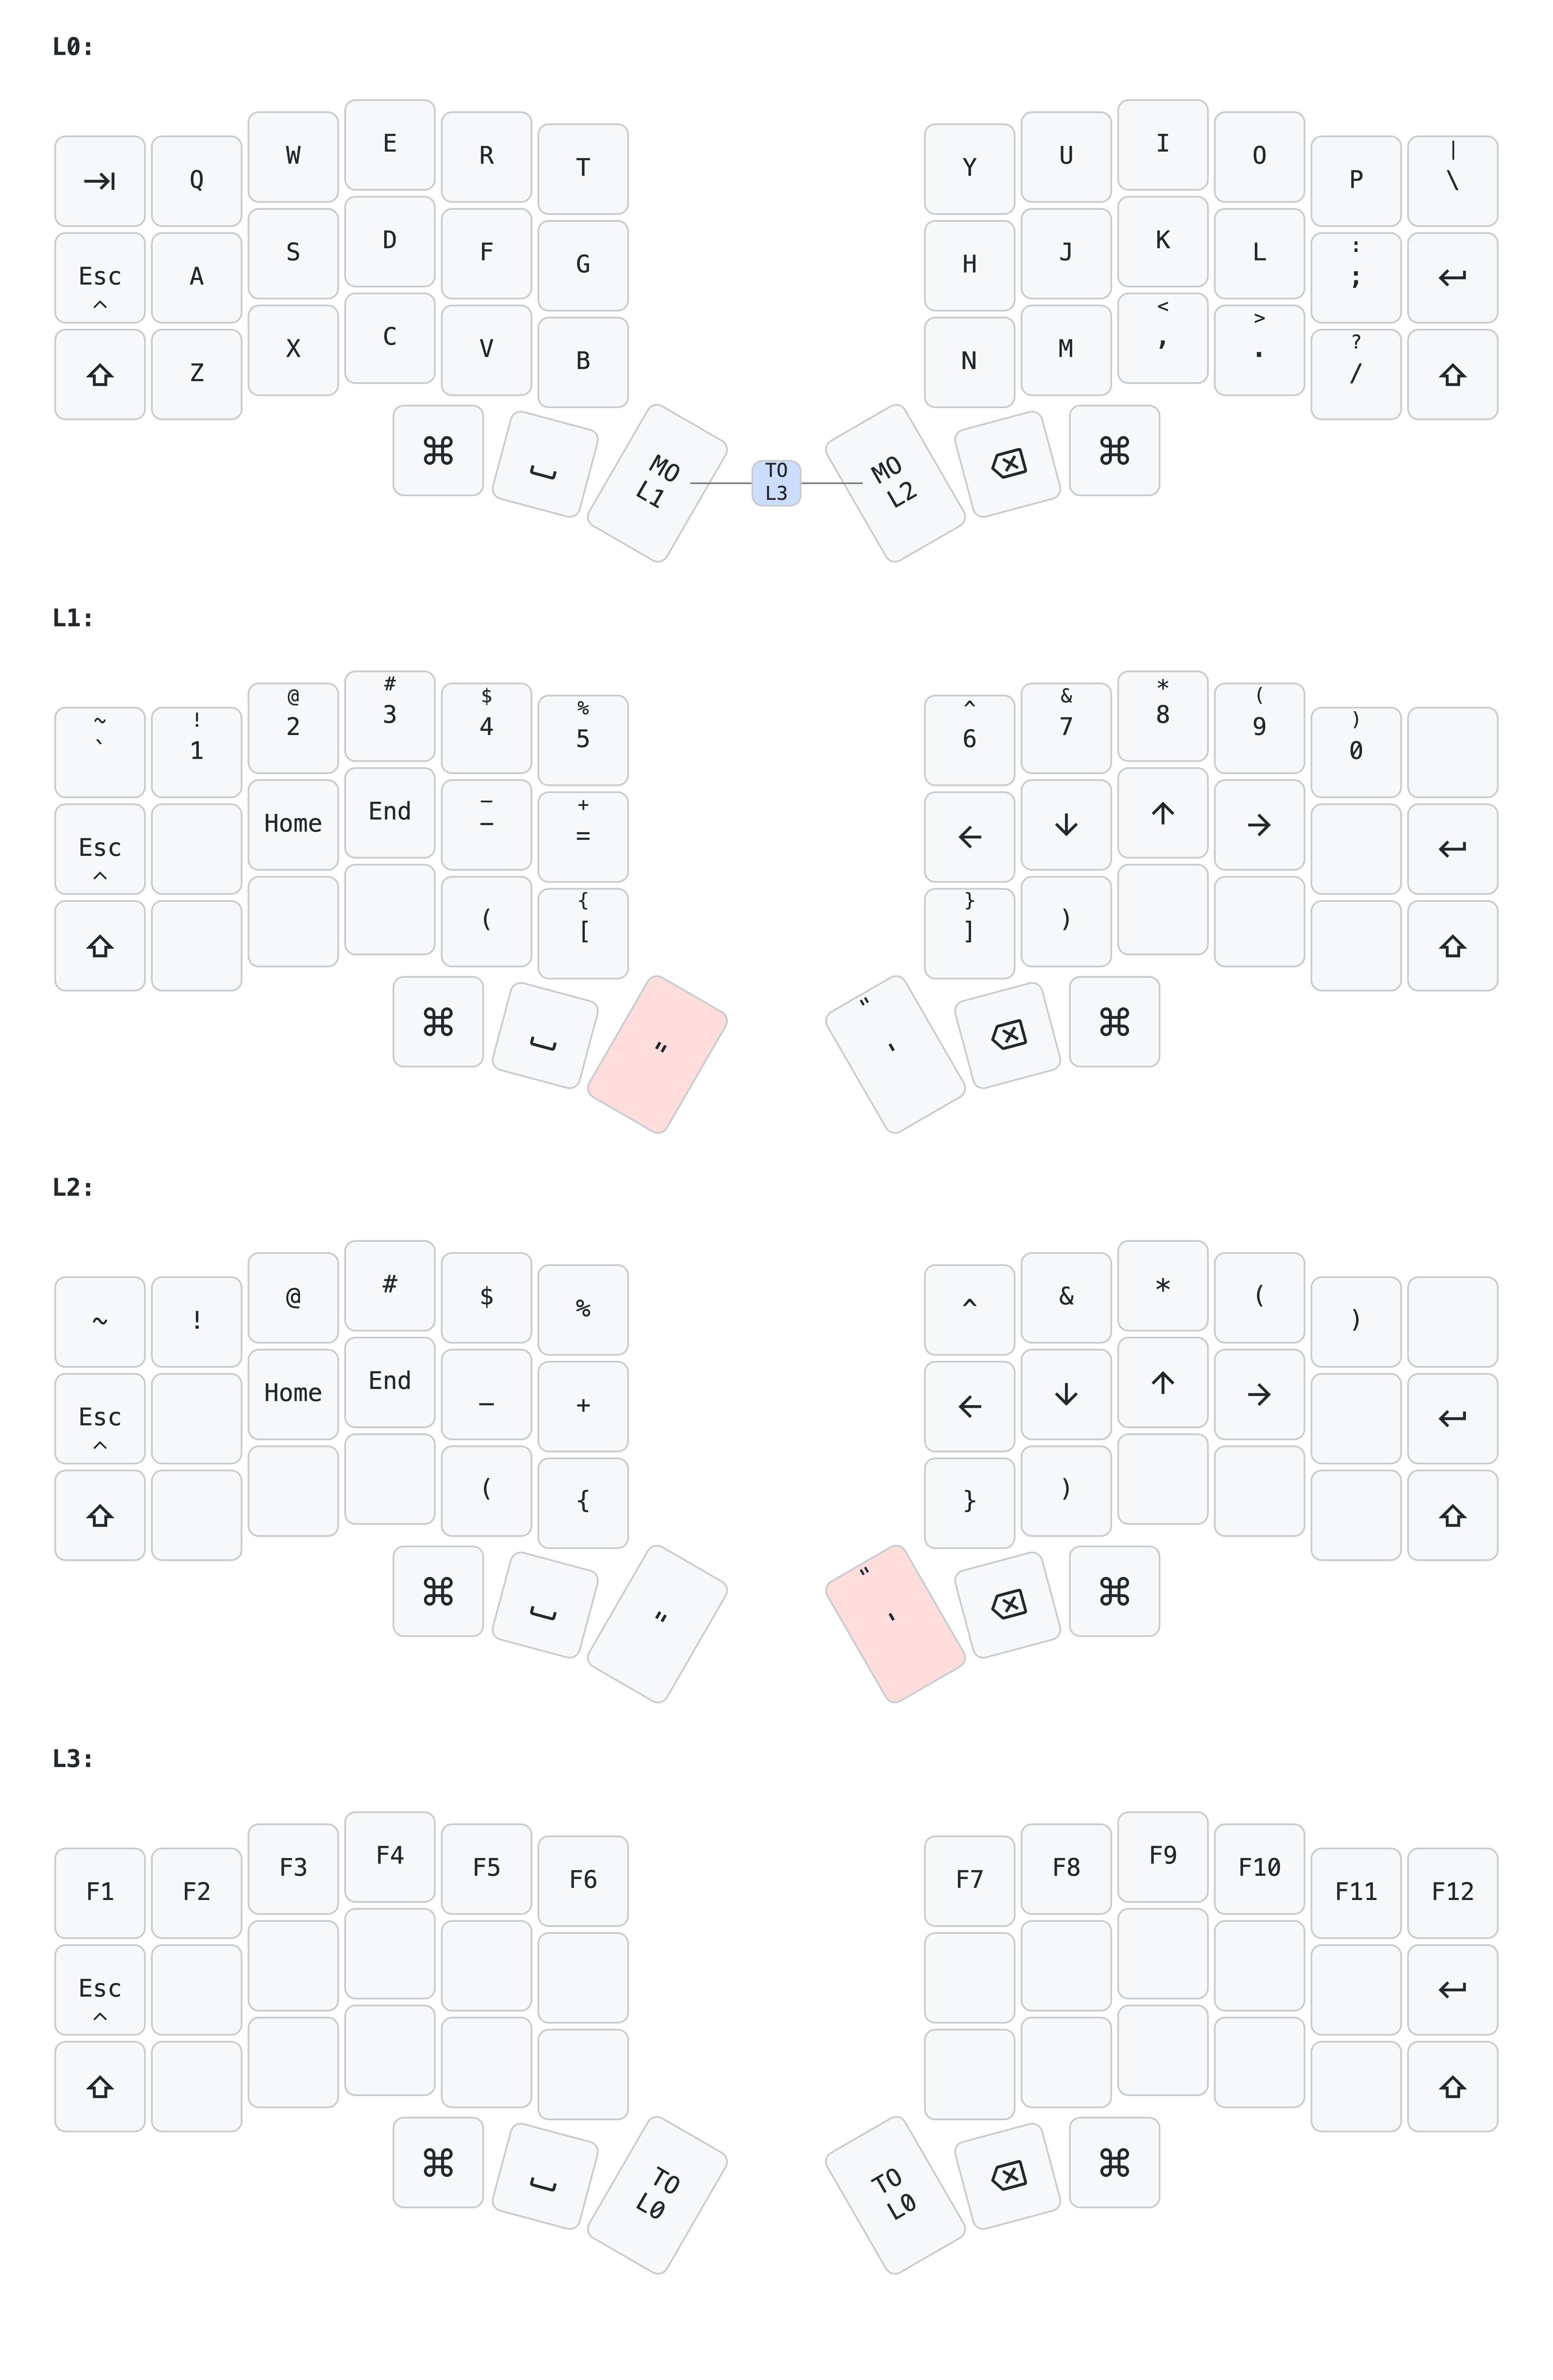 L0:
⇥ Q W E R T Y U I O P | \
Esc ^ A S D F G H J K L : ; ↵
⇧ Z X C V B N M < , > . ? / ⇧
⌘ ␣ MO L1 TO L3 MO L2 ⌫ ⌘
L1:
~ ` ! 1 @ 2 # 3 $ 4 % 5 ^ 6 & 7 * 8 ( 9 ) 0
Esc ^ Home End _ - + = ← ↓ ↑ → ↵
⇧ ( { [ } ] ) ⇧
⌘ ␣ " " ' ⌫ ⌘
L2:
~ ! @ # $ % ^ & * ( )
Esc ^ Home End _ + ← ↓ ↑ → ↵
⇧ ( { } ) ⇧
⌘ ␣ " " ' ⌫ ⌘
L3:
F1 F2 F3 F4 F5 F6 F7 F8 F9 F10 F11 F12
Esc ^ ↵
⇧ ⇧
⌘ ␣ TO L0 TO L0 ⌫ ⌘